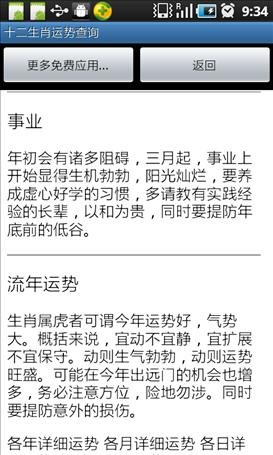 9:34
十二生肖运势查询
更多免费应用... 返回
事业
年初会有诸多阻碍，三月起，事业上
开始显得生机勃勃，阳光灿烂，要养
成虚心好学的习惯，多请教有实践经
验的长辈，以和为贵，同时要提防年
底前的低谷。
流年运势
生肖属虎者可谓今年运势好，气势
大。概括来说，宜动不宜静，宜扩展
不宜保守。动则生气勃勃，动则运势
旺盛。可能在今年出远门的机会也增
多，务必注意方位，险地勿涉。同时
要提防意外的损伤。
各年详细运势 各月详细运势 各日详